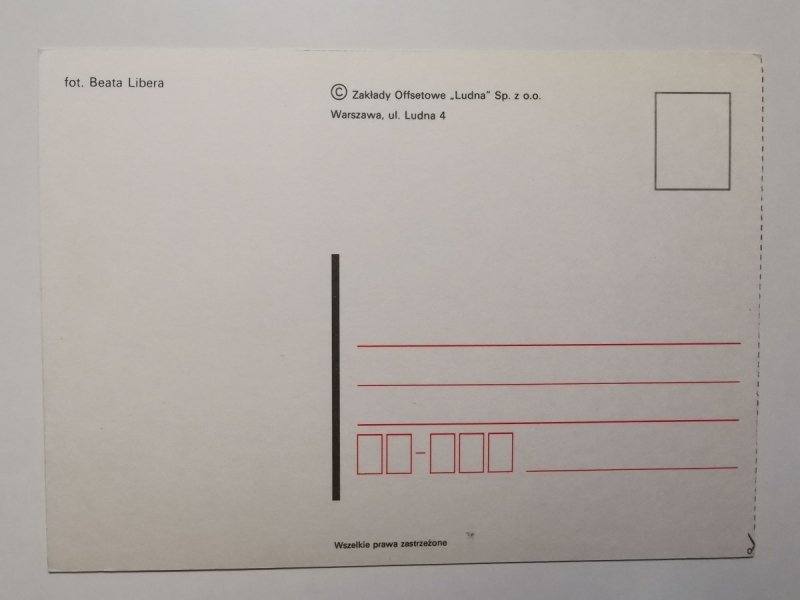 fot. Beata Libera
© Zakłady Offsetowe „Ludna" Sp. z o.o.
Warszawa, ul. Ludna 4
Wszelkie prawa zastrzeżone